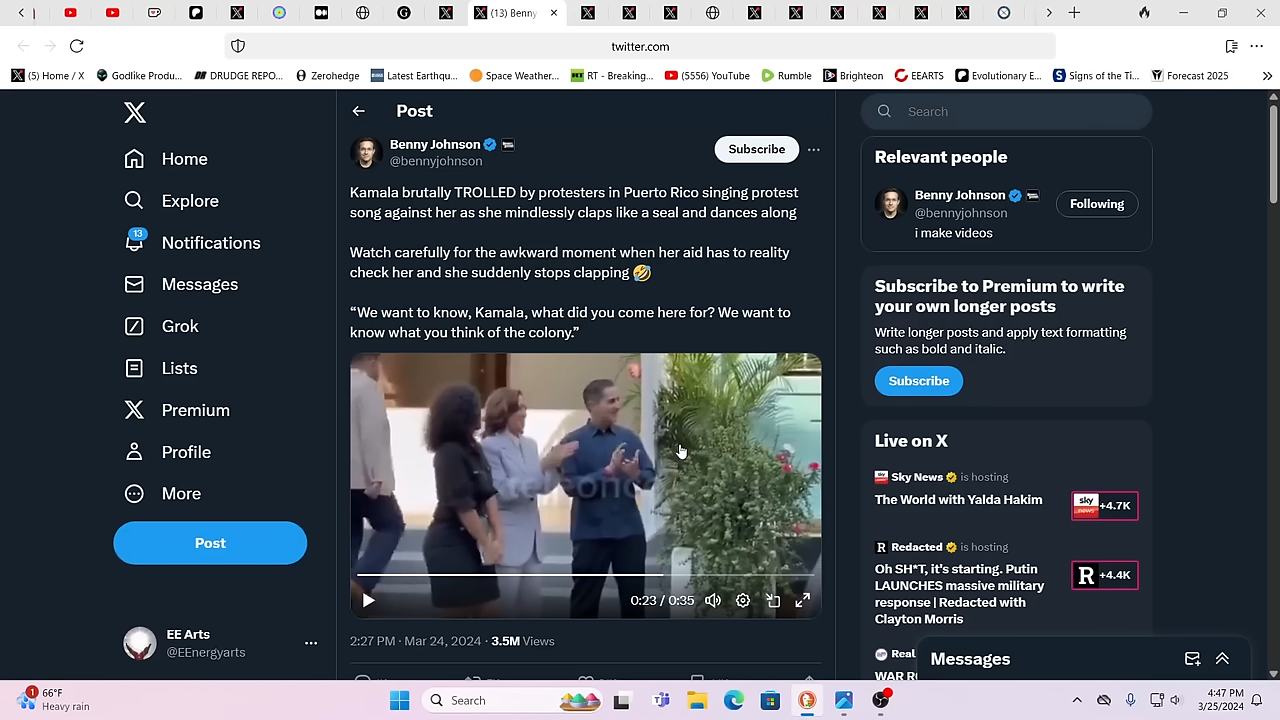 (13) Benny
twitter.com
(5) Home / X
Godlike Produ...
DRUDGE REPO...
Zerohedge
Latest Earthqu...
Space Weather...
RT - Breaking...
(5556) YouTube
Rumble
Brighteon
EEARTS
Evolutionary E...
Signs of the Ti...
Forecast 2025
Home
Explore
13
Notifications
Messages
Grok
Lists
Premium
Profile
More
Post
EE Arts
@EEnergyarts
Post
Benny Johnson
@bennyjohnson
Subscribe
Kamala brutally TROLLED by protesters in Puerto Rico singing protest
song against her as she mindlessly claps like a seal and dances along
Watch carefully for the awkward moment when her aid has to reality
check her and she suddenly stops clapping 🤣
“We want to know, Kamala, what did you come here for? We want to
know what you think of the colony.”
0:23 / 0:35
2:27 PM · Mar 24, 2024 · 3.5M Views
Search
Relevant people
Benny Johnson
@bennyjohnson
Following
i make videos
Subscribe to Premium to write
your own longer posts
Write longer posts and apply text formatting
such as bold and italic.
Subscribe
Live on X
Sky News is hosting
The World with Yalda Hakim
sky news
+4.7K
R Redacted is hosting
Oh SH*T, it's starting. Putin
LAUNCHES massive military
response | Redacted with
Clayton Morris
R +4.4K
Messages
1
66°F
Heavy rain
Search
4:47 PM
3/25/2024